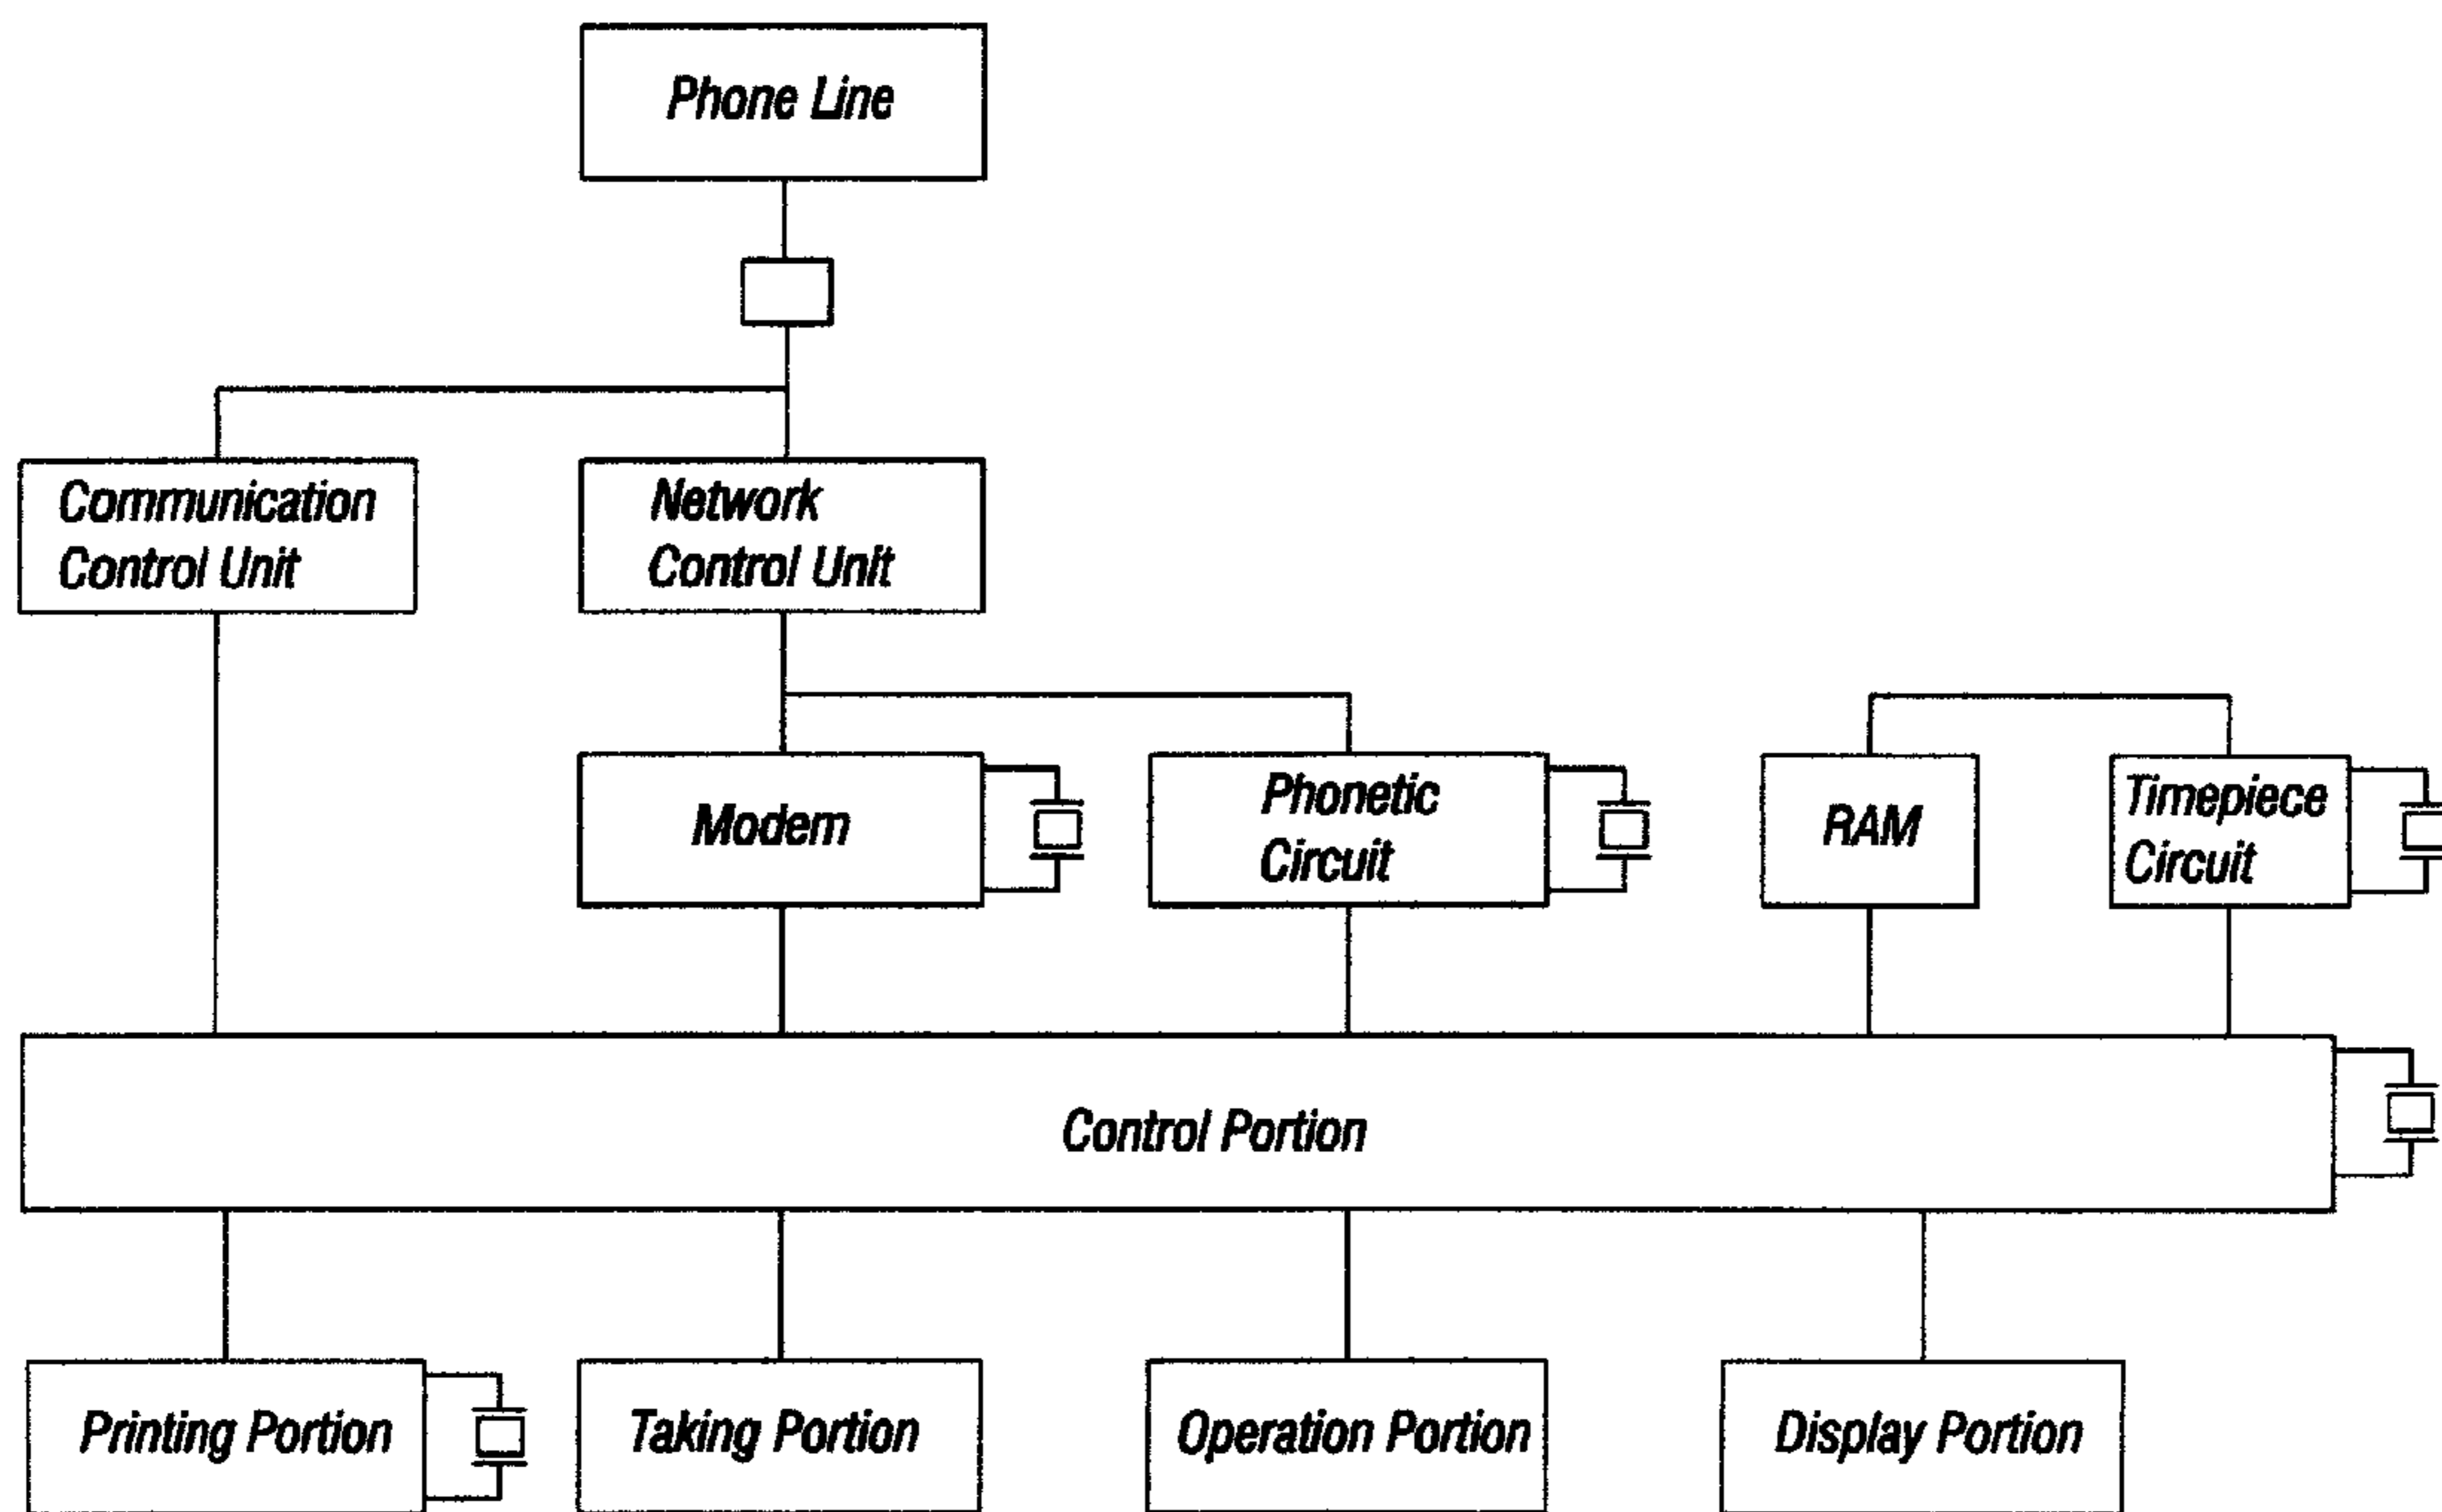 Phone Line
Communication
Control Unit
Network
Control Unit
Modem
Phonetic
Circuit
RAM
Timepiece
Circuit
Control Portion
Printing Portion
Taking Portion
Operation Portion
Display Portion